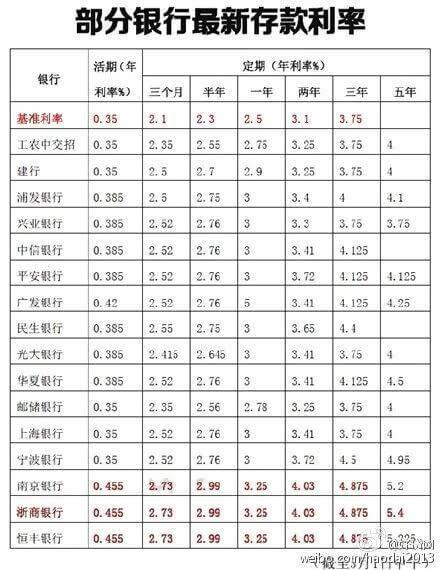 部分银行最新存款利率
银行 活期(年利率%) 定期(年利率%)
三个月 半年 一年 两年 三年 五年
基准利率 0.35 2.1 2.3 2.5 3.1 3.75
工农中交招 0.35 2.35 2.55 2.75 3.25 3.75 4
建行 0.35 2.5 2.7 2.9 3.25 3.75 4
浦发银行 0.385 2.5 2.75 3 3.4 4 4.1
兴业银行 0.385 2.52 2.76 3 3.3 3.75 3.75
中信银行 0.385 2.52 2.76 3 3.41 4.125
平安银行 0.385 2.52 2.76 3 3.41 3.72 4.125
广发银行 0.42 2.52 2.76 5 3.41 4.125 4.25
民生银行 0.385 2.55 2.75 3 3.65 4.4
光大银行 0.385 2.415 2.645 3 3.41 3.75 4
华夏银行 0.385 2.52 2.76 3 3.41 4.125 4.5
邮储银行 0.35 2.35 2.56 2.78 3.25 3.75 4
上海银行 0.35 2.52 2.76 3 3.41 3.75 4
宁波银行 0.35 2.52 2.76 3 3.72 4.5 4.95
南京银行 0.455 2.73 2.99 3.25 4.03 4.875 5.2
浙商银行 0.455 2.73 2.99 3.25 4.03 4.875 5.4
恒丰银行 0.455 2.73 2.99 3.25 4.03 4.875 5.225
weibo.com/haodai2013